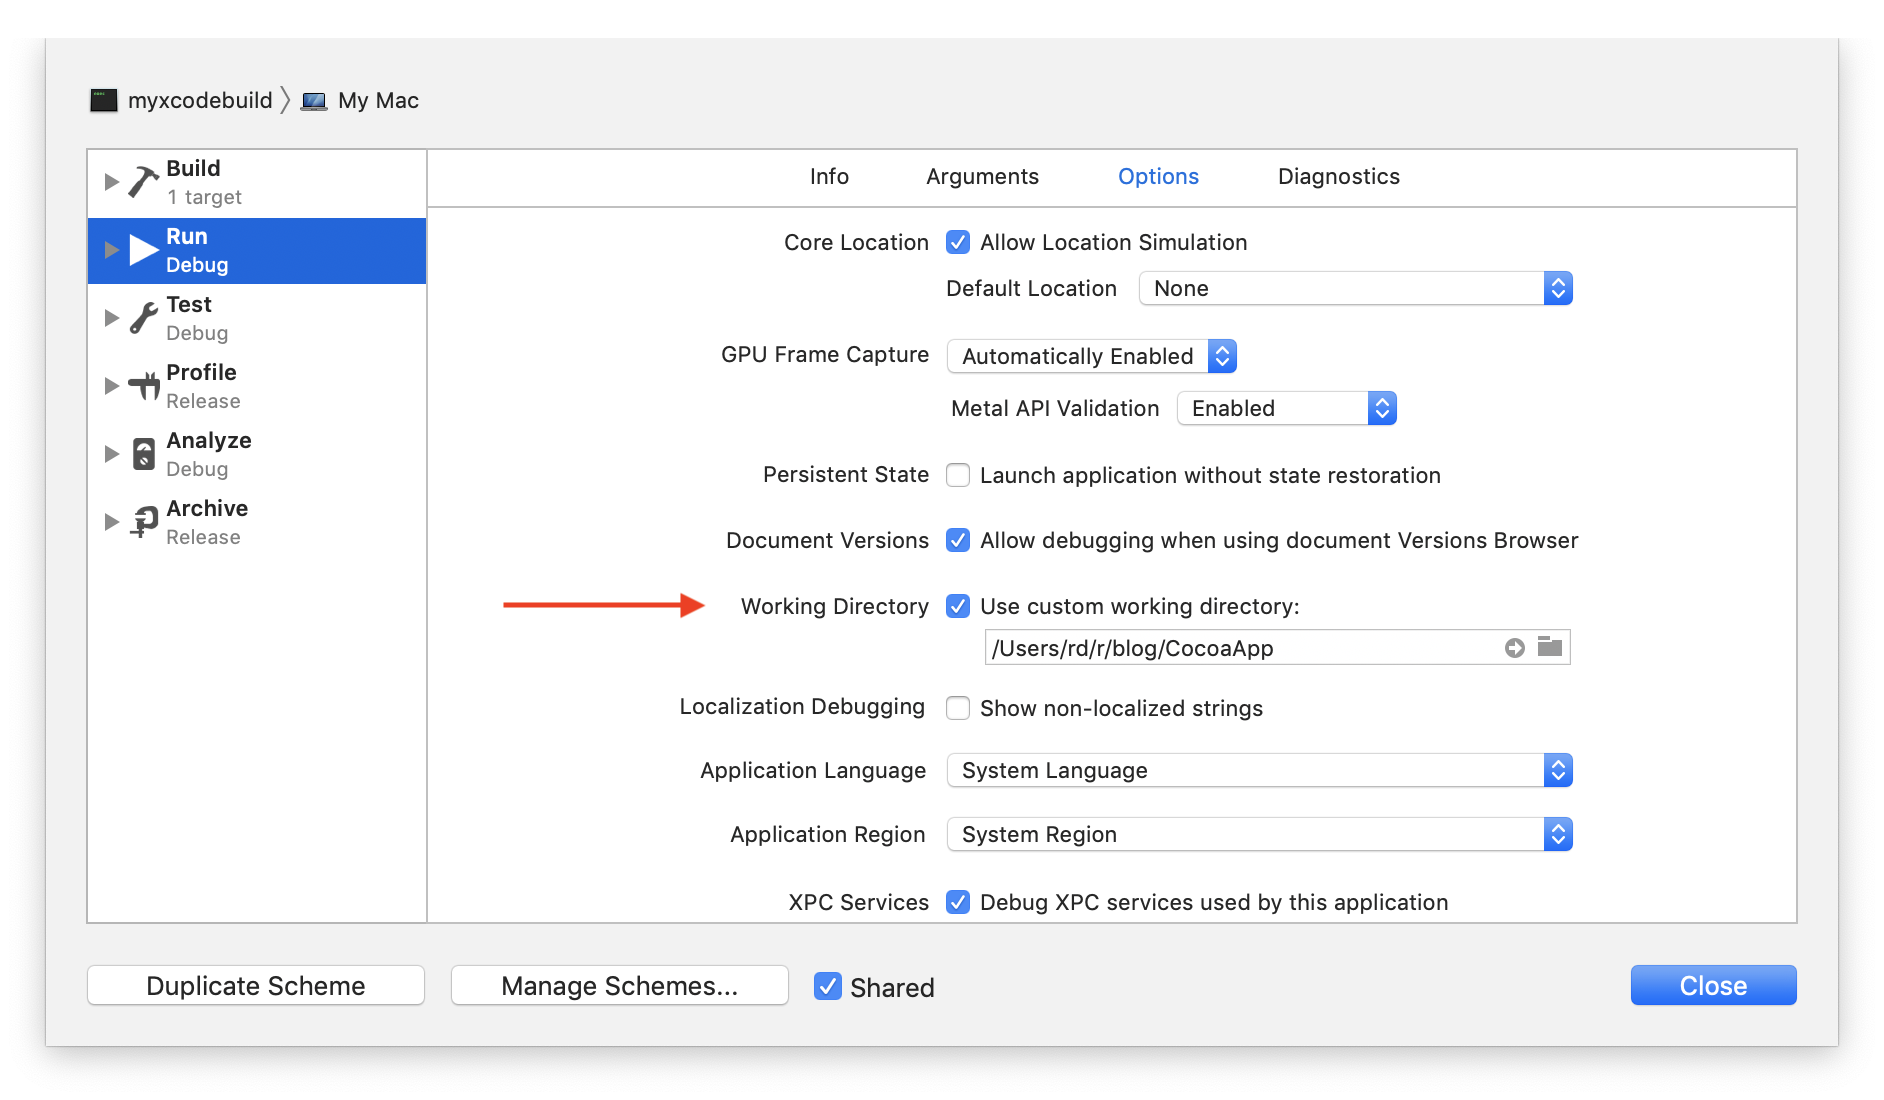 myxcodebuild 〉 My Mac
Build
1 target
Run
Debug
Test
Debug
Profile
Release
Analyze
Debug
Archive
Release
Info Arguments Options Diagnostics
Core Location Allow Location Simulation
Default Location None
GPU Frame Capture Automatically Enabled
Metal API Validation Enabled
Persistent State Launch application without state restoration
Document Versions Allow debugging when using document Versions Browser
Working Directory Use custom working directory:
/Users/rd/r/blog/CocoaApp
Localization Debugging Show non-localized strings
Application Language System Language
Application Region System Region
XPC Services Debug XPC services used by this application
Duplicate Scheme Manage Schemes... Shared Close